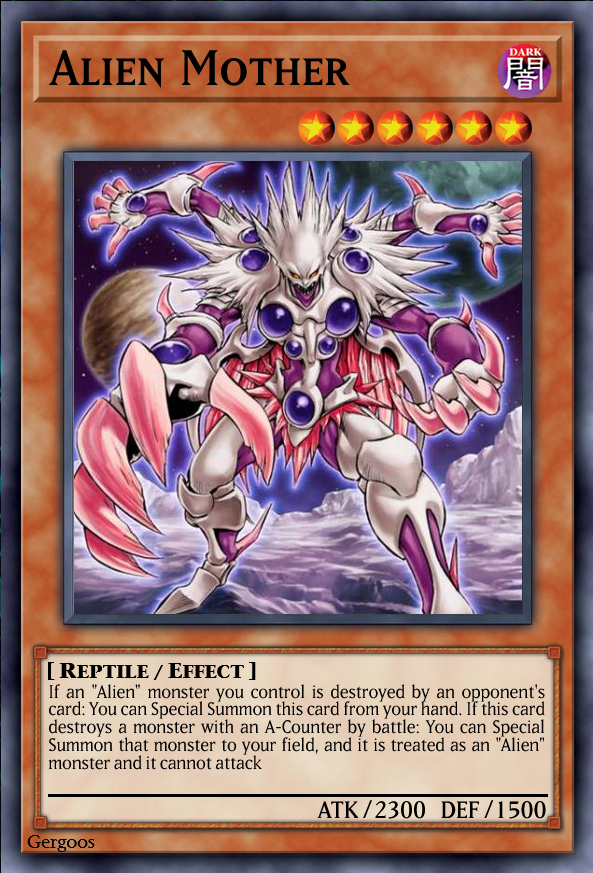 Alien Mother
DARK
闇
[ Reptile / Effect ]
If an "Alien" monster you control is destroyed by an opponent's
card: You can Special Summon this card from your hand. If this card
destroys a monster with an A-Counter by battle: You can Special
Summon that monster to your field, and it is treated as an "Alien"
monster and it cannot attack
ATK / 2300 DEF / 1500
Gergoos